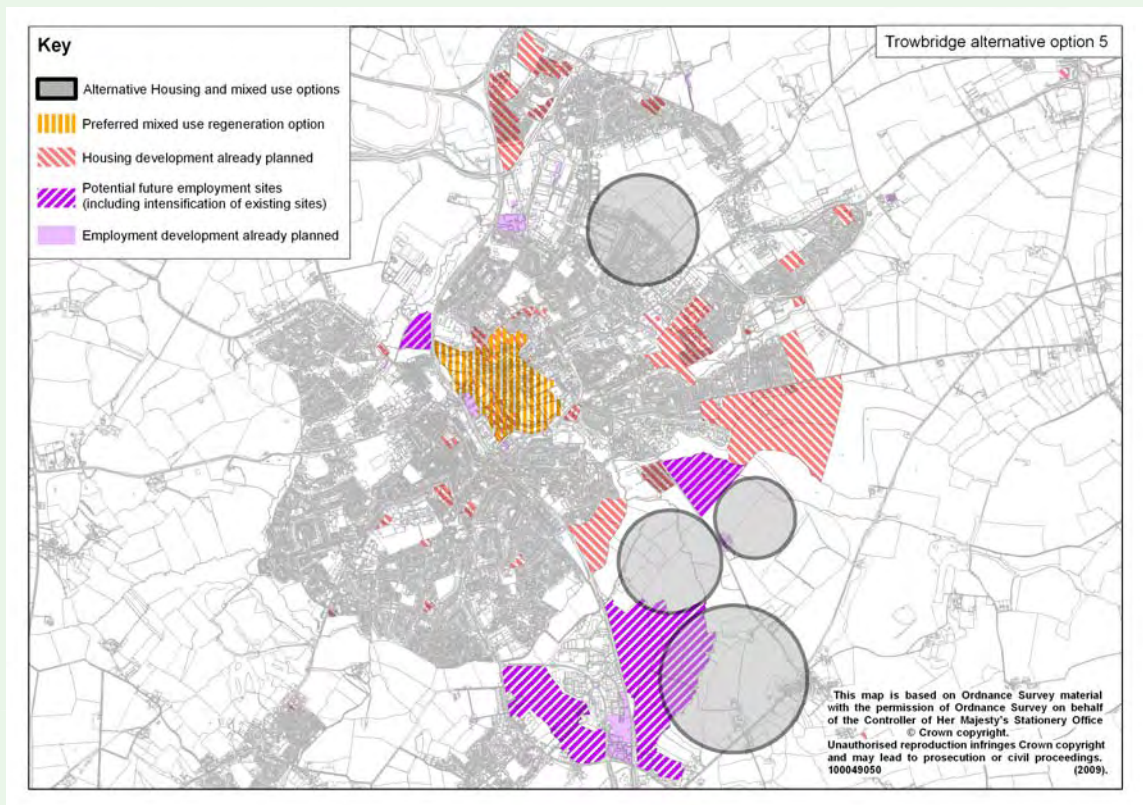 Key
Alternative Housing and mixed use options
Preferred mixed use regeneration option
Housing development already planned
Potential future employment sites
(including intensification of existing sites)
Employment development already planned
Trowbridge alternative option 5
This map is based on Ordnance Survey material
with the permission of Ordnance Survey on behalf
of the Controller of Her Majesty's Stationery Office
© Crown copyright.
Unauthorised reproduction infringes Crown copyright
and may lead to prosecution or civil proceedings.
100049050 (2009).